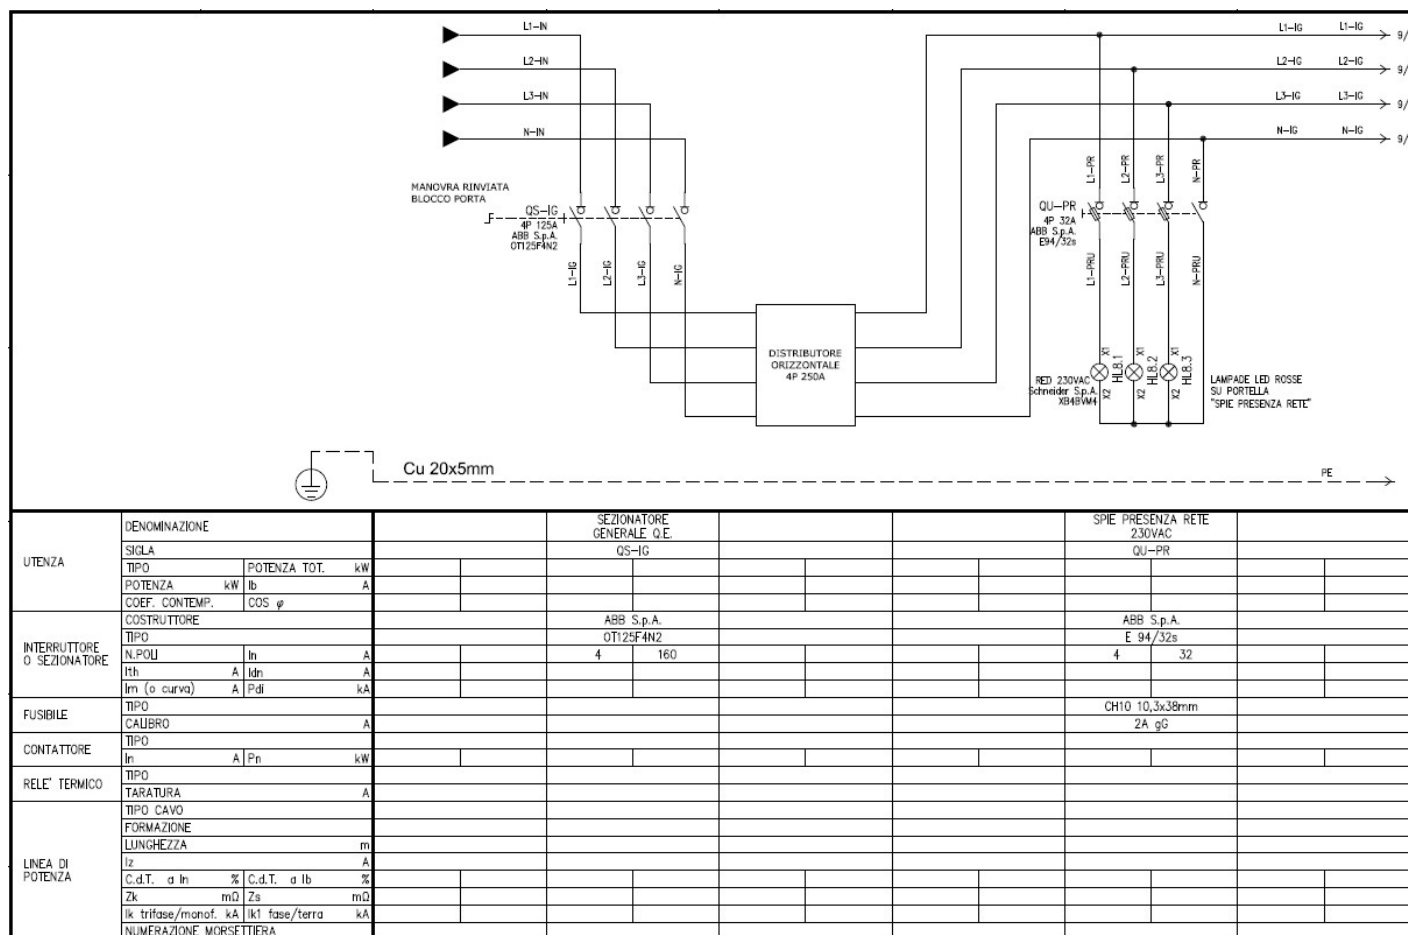 L1-IN
L1-IG L1-IG 9/
L2-IN
L2-IG L2-IG 9/
L3-IN
L3-IG L3-IG 9/
N-IN
N-IG N-IG 9/
L1-PR
L2-PR
L3-PR
N-PR
MANOVRA RINVIATA
BLOCCO PORTA
QS-IG
4P 125A
ABB S.p.A.
OT125F4N2
QU-PR
4P 32A
ABB S.p.A.
E94/32s
L1-IG
L2-IG
L3-IG
N-IG
L1-PRU
L2-PRU
L3-PRU
N-PRU
DISTRIBUTORE
ORIZZONTALE
4P 250A
X1
HL8.1
X2
X1
HL8.2
X2
X1
HL8.3
X2
RED 230VAC
Schneider S.p.A.
XB4BVM4
LAMPADE LED ROSSE
SU PORTELLA
"SPIE PRESENZA RETE"
Cu 20x5mm
PE
UTENZA
DENOMINAZIONE
SEZIONATORE
GENERALE Q.E.
SPIE PRESENZA RETE
230VAC
SIGLA QS-IG QU-PR
TIPO POTENZA TOT. kW
POTENZA kW Ib A
COEF. CONTEMP. COS φ
INTERRUTTORE
O SEZIONATORE
COSTRUTTORE ABB S.p.A. ABB S.p.A.
TIPO OT125F4N2 E 94/32s
N.POLI In A 4 160 4 32
Ith A Idn A
Im (o curva) A Pdi kA
FUSIBILE
TIPO CH10 10,3x38mm
CALIBRO A 2A gG
CONTATTORE
TIPO
In A Pn kW
RELE' TERMICO
TIPO
TARATURA A
LINEA DI
POTENZA
TIPO CAVO
FORMAZIONE
LUNGHEZZA m
Iz A
C.d.T. a In % C.d.T. a Ib %
Zk mΩ Zs mΩ
Ik trifase/monof. kA Ik1 fase/terra kA
NUMERAZIONE MORSETTIERA